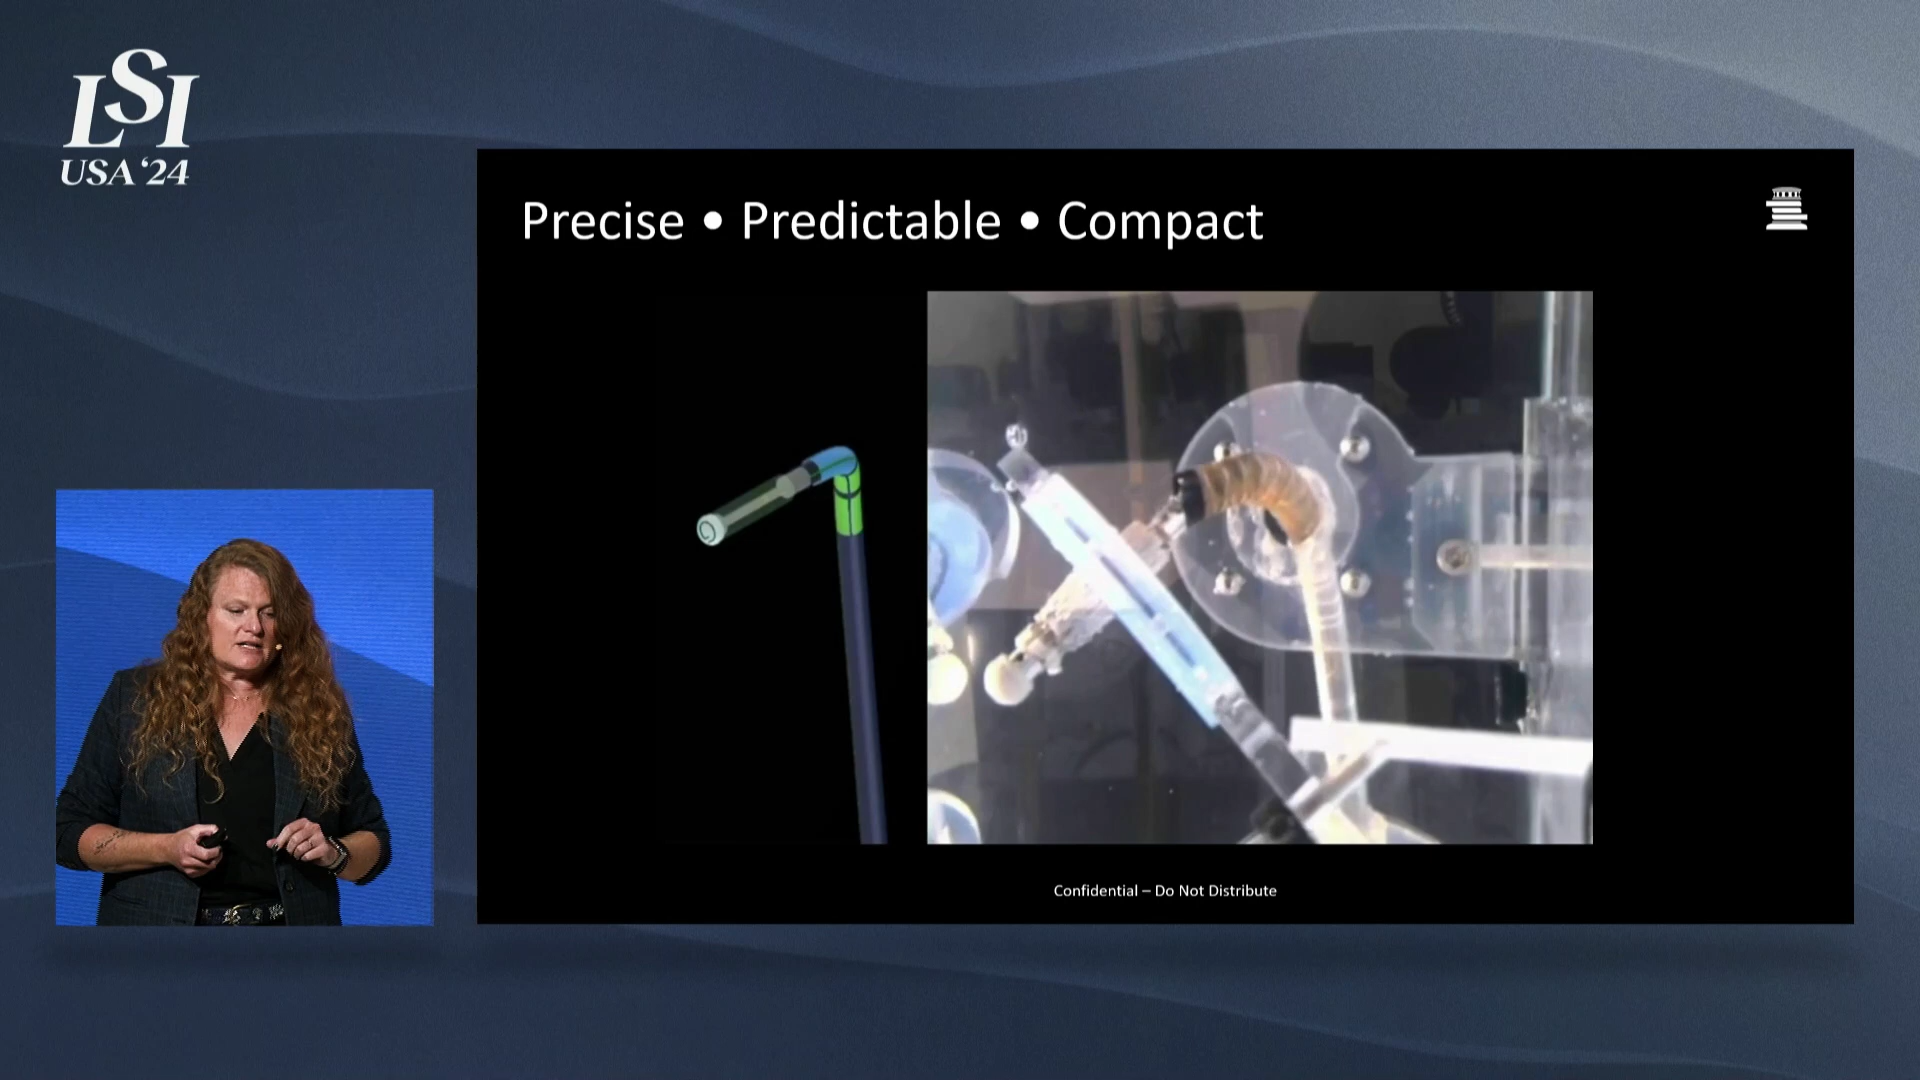 LSI
USA '24
Precise • Predictable • Compact
Confidential – Do Not Distribute